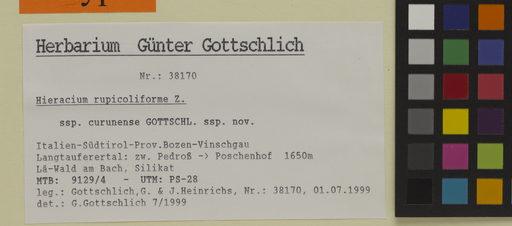 Herbarium Günter Gottschlich
Nr.: 38170
Hieracium rupicoliforme Z.
ssp. curunense GOTTSCHL. ssp. nov.
Italien-Südtirol-Prov.Bozen-Vinschgau
Langtauferertal: zw. Pedroß -> Poschenhof 1650m
Lä-Wald am Bach, Silikat
MTB: 9129/4 - UTM: PS-28
leg.: Gottschlich,G. & J.Heinrichs, Nr.: 38170, 01.07.1999
det.: G.Gottschlich 7/1999